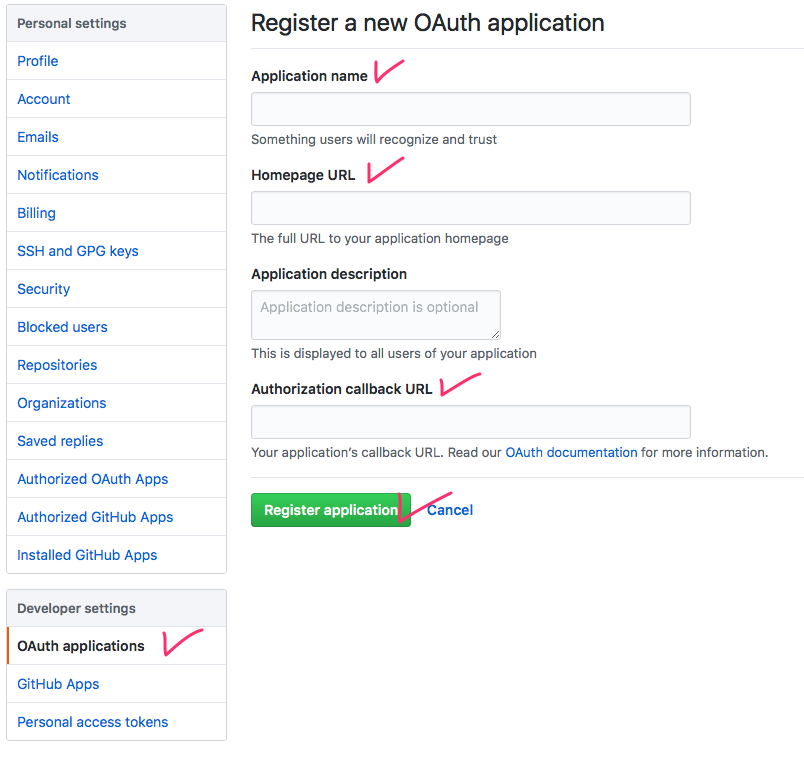 Personal settings
Profile
Account
Emails
Notifications
Billing
SSH and GPG keys
Security
Blocked users
Repositories
Organizations
Saved replies
Authorized OAuth Apps
Authorized GitHub Apps
Installed GitHub Apps
Developer settings
OAuth applications
GitHub Apps
Personal access tokens
Register a new OAuth application
Application name
Something users will recognize and trust
Homepage URL
The full URL to your application homepage
Application description
Application description is optional
This is displayed to all users of your application
Authorization callback URL
Your application's callback URL. Read our OAuth documentation for more information.
Register application Cancel